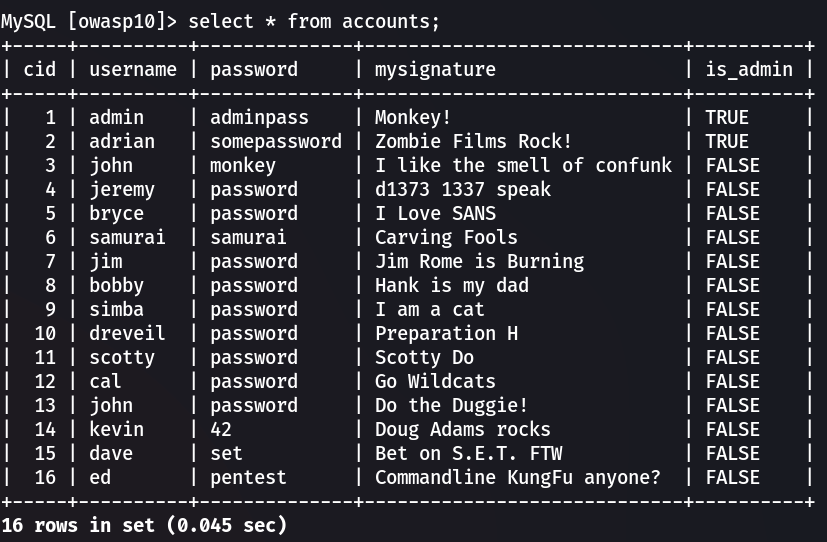 MySQL [owasp10]> select * from accounts;
+-----+----------+--------------+-----------------------------+----------+
| cid | username | password     | mysignature                 | is_admin |
+-----+----------+--------------+-----------------------------+----------+
|   1 | admin    | adminpass    | Monkey!                     | TRUE     |
|   2 | adrian   | somepassword | Zombie Films Rock!          | TRUE     |
|   3 | john     | monkey       | I like the smell of confunk | FALSE    |
|   4 | jeremy   | password     | d1373 1337 speak            | FALSE    |
|   5 | bryce    | password     | I Love SANS                 | FALSE    |
|   6 | samurai  | samurai      | Carving Fools               | FALSE    |
|   7 | jim      | password     | Jim Rome is Burning         | FALSE    |
|   8 | bobby    | password     | Hank is my dad              | FALSE    |
|   9 | simba    | password     | I am a cat                  | FALSE    |
|  10 | dreveil  | password     | Preparation H               | FALSE    |
|  11 | scotty   | password     | Scotty Do                   | FALSE    |
|  12 | cal      | password     | Go Wildcats                 | FALSE    |
|  13 | john     | password     | Do the Duggie!              | FALSE    |
|  14 | kevin    | 42           | Doug Adams rocks            | FALSE    |
|  15 | dave     | set          | Bet on S.E.T. FTW           | FALSE    |
|  16 | ed       | pentest      | Commandline KungFu anyone?  | FALSE    |
+-----+----------+--------------+-----------------------------+----------+
16 rows in set (0.045 sec)